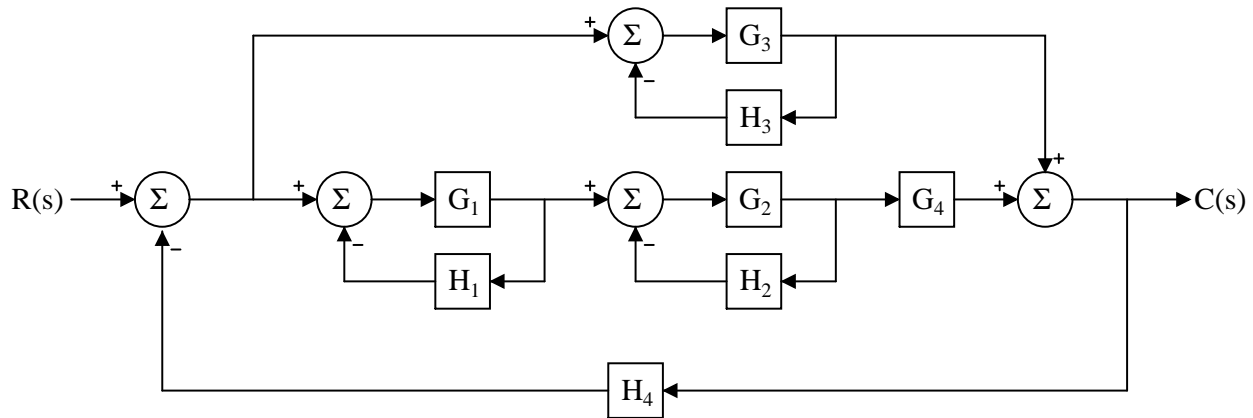 + Σ G₃ +
− H₃
R(s) + Σ + Σ G₁ + Σ G₂ G₄ + Σ C(s)
− − H₁ − H₂
H₄